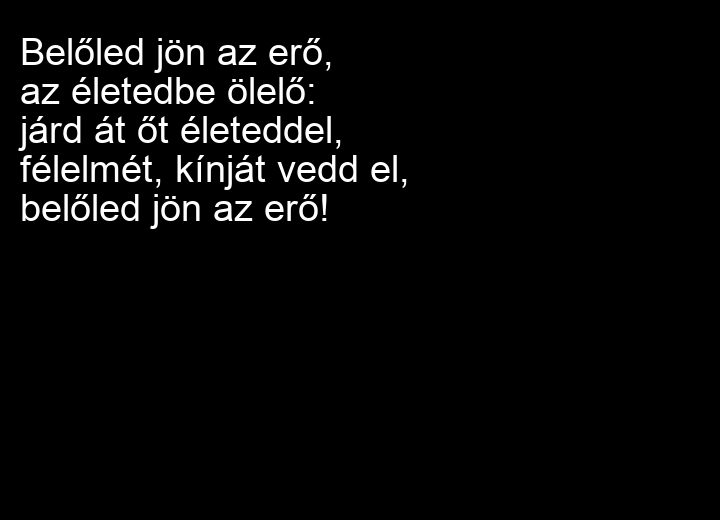 Belőled jön az erő,
az életedbe ölelő:
járd át őt életeddel,
félelmét, kínját vedd el,
belőled jön az erő!